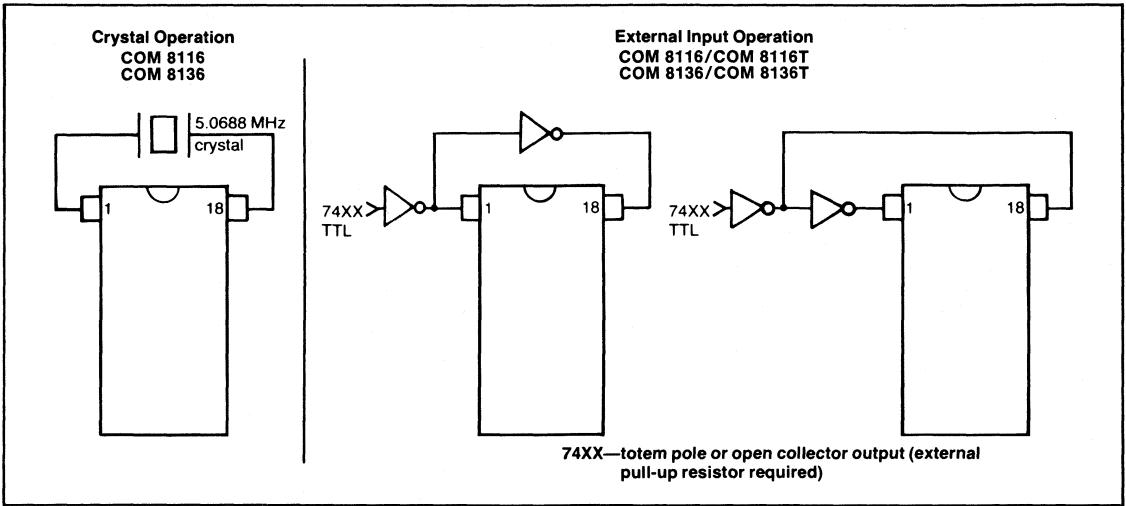 Crystal Operation
COM 8116
COM 8136
5.0688 MHz
crystal
1
18
External Input Operation
COM 8116/COM 8116T
COM 8136/COM 8136T
74XX
TTL
1
18
74XX
TTL
1
18
74XX—totem pole or open collector output (external
pull-up resistor required)